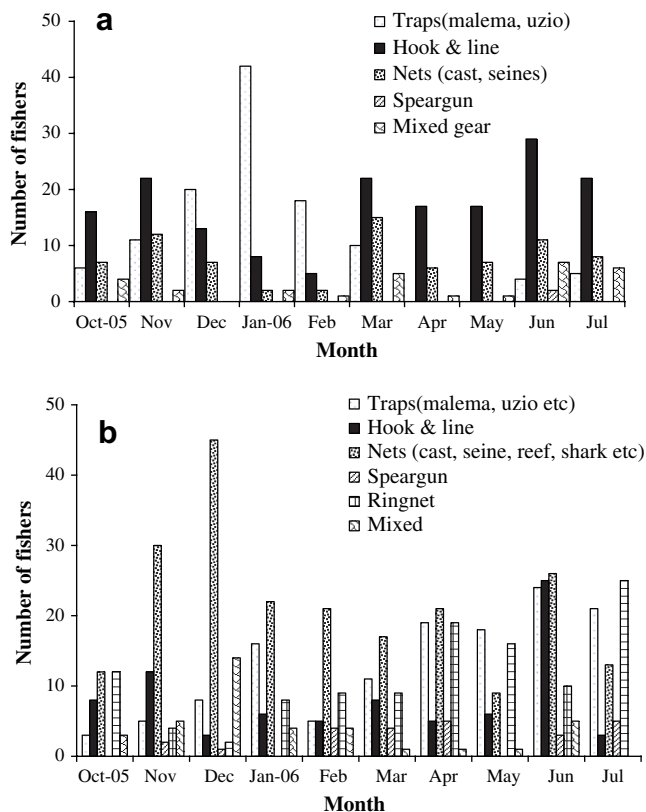 a
50
40
30
20
10
0
Number of fishers
Traps(malema, uzio)
Hook & line
Nets (cast, seines)
Speargun
Mixed gear
Oct-05 Nov Dec Jan-06 Feb Mar Apr May Jun Jul
Month
b
50
40
30
20
10
0
Number of fishers
Traps(malema, uzio etc)
Hook & line
Nets (cast, seine, reef, shark etc)
Speargun
Ringnet
Mixed
Oct-05 Nov Dec Jan-06 Feb Mar Apr May Jun Jul
Month